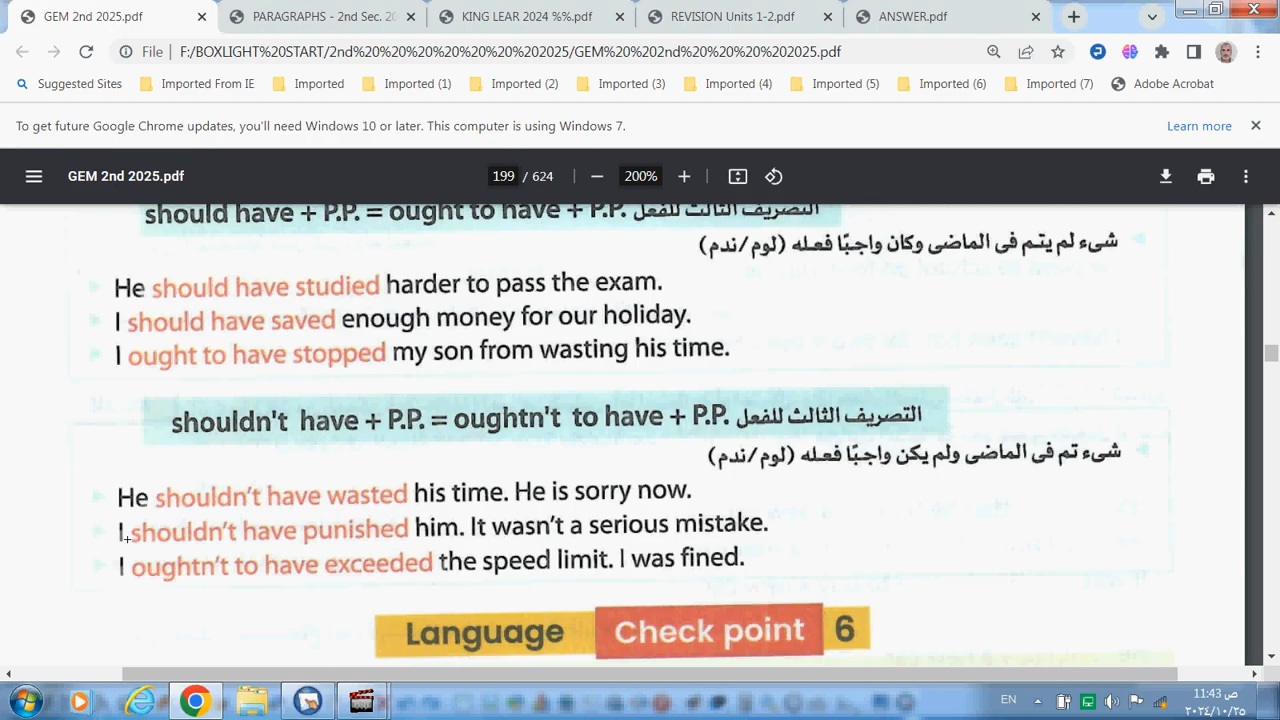 GEM 2nd 2025.pdf
PARAGRAPHS - 2nd Sec. 20
KING LEAR 2024 %%.pdf
REVISION Units 1-2.pdf
ANSWER.pdf
File
F:/BOXLIGHT%20START/2nd%20%20%20%20%20%202025/GEM%20%202nd%20%20%20%20%202025.pdf
Suggested Sites
Imported From IE
Imported
Imported (1)
Imported (2)
Imported (3)
Imported (4)
Imported (5)
Imported (6)
Imported (7)
Adobe Acrobat
To get future Google Chrome updates, you'll need Windows 10 or later. This computer is using Windows 7.
Learn more
GEM 2nd 2025.pdf
199 / 624
200%
should have + P.P. = ought to have + P.P. التصريف الثالث للفعل
شىء لم يتم فى الماضى وكان واجبًا فعله (لوم/ندم)
He should have studied harder to pass the exam.
I should have saved enough money for our holiday.
I ought to have stopped my son from wasting his time.
shouldn't have + P.P. = oughtn't to have + P.P. التصريف الثالث للفعل
شىء تم فى الماضى ولم يكن واجبًا فعله (لوم/ندم)
He shouldn't have wasted his time. He is sorry now.
I shouldn't have punished him. It wasn't a serious mistake.
I oughtn't to have exceeded the speed limit. I was fined.
Language Check point 6
EN
11:43 ص
٢٠٢٤/١٠/٢٥